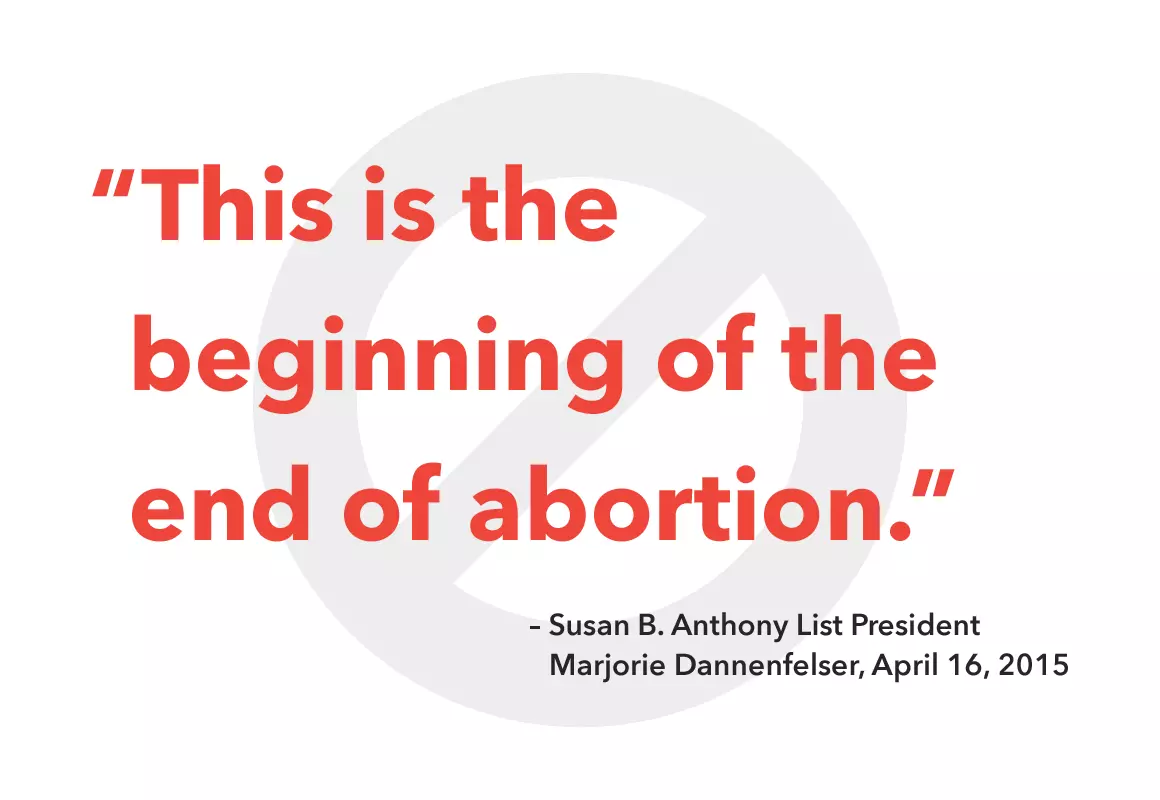 “This is the
beginning of the
end of abortion.”
– Susan B. Anthony List President
Marjorie Dannenfelser, April 16, 2015